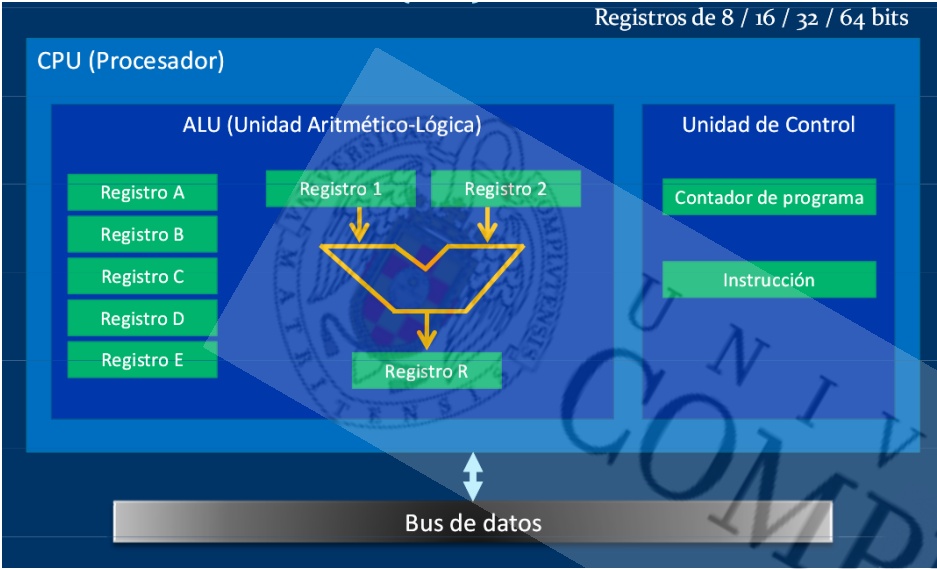 Registros de 8 / 16 / 32 / 64 bits
CPU (Procesador)
ALU (Unidad Aritmético-Lógica)
Registro A
Registro B
Registro C
Registro D
Registro E
Registro 1
Registro 2
Registro R
Unidad de Control
Contador de programa
Instrucción
Bus de datos